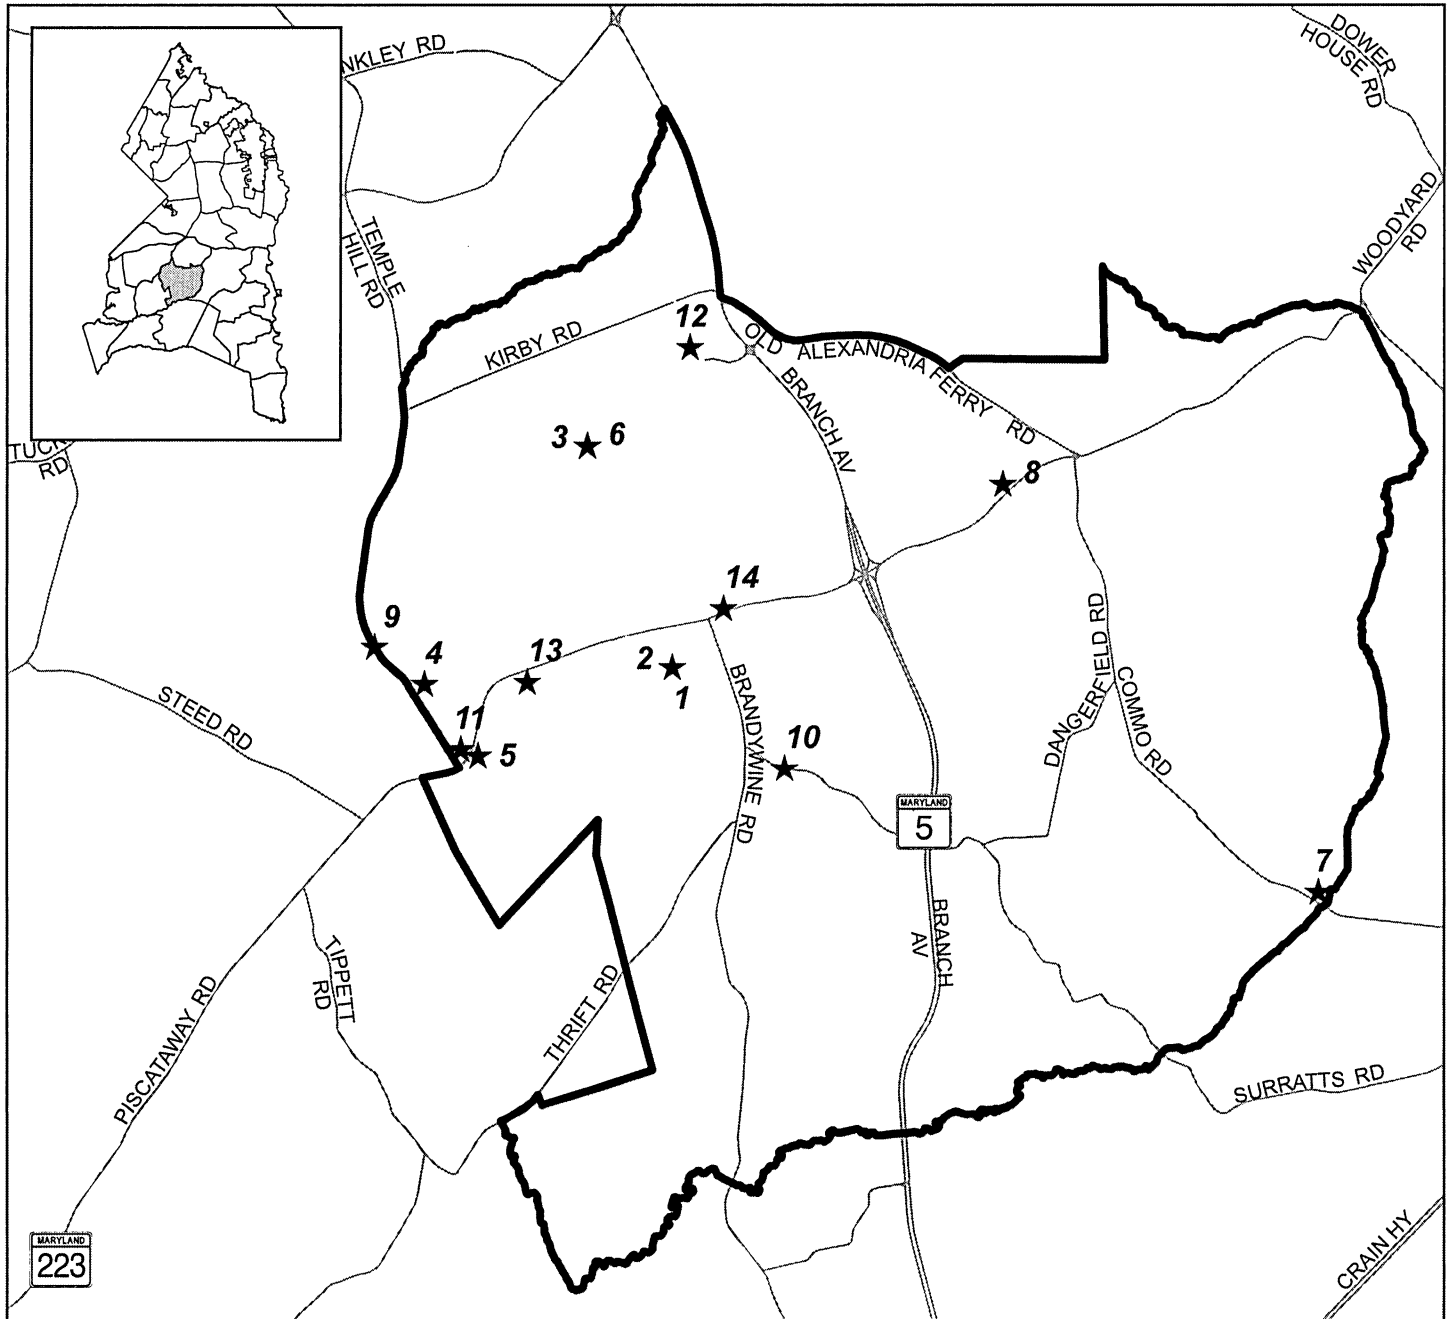 NKLEY RD
DOWER
HOUSE RD
WOODYARD
RD
TEMPLE
HILL RD
KIRBY RD
12
OLD ALEXANDRIA FERRY RD
BRANCH AV
TUCK
RD
3 6
8
14
9
4
13
2
1
DANGERFIELD RD
COMMO RD
STEED RD
11
5
BRANDYWINE RD
10
MARYLAND
5
7
BRANCH
AV
TIPPETT
RD
THRIFT RD
PISCATAWAY RD
SURRATTS RD
MARYLAND
223
CRAIN HY